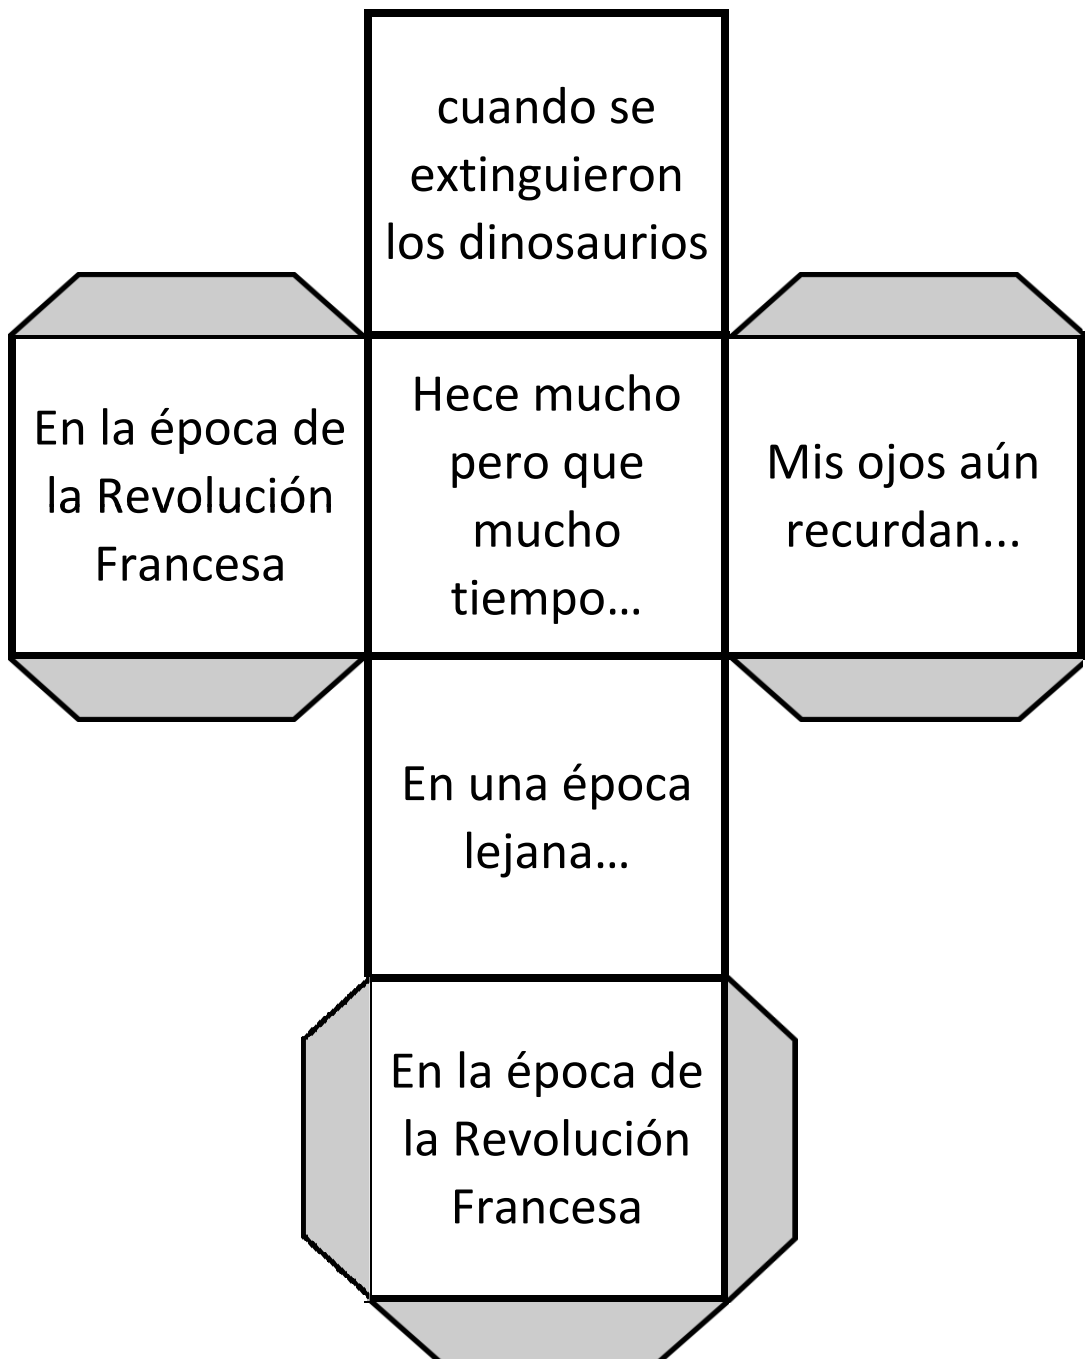 cuando se
extinguieron
los dinosaurios
En la época de
la Revolución
Francesa
Hece mucho
pero que
mucho
tiempo...
Mis ojos aún
recurdan...
En una época
lejana...
En la época de
la Revolución
Francesa